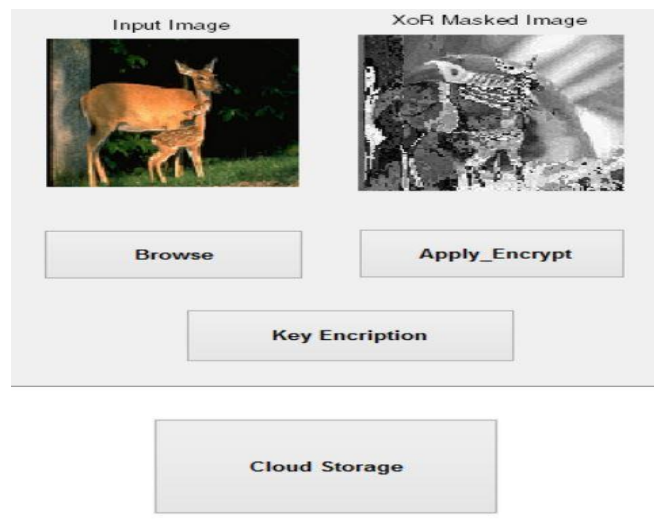 Input Image
XoR Masked Image
Browse
Apply_Encrypt
Key Encription
Cloud Storage